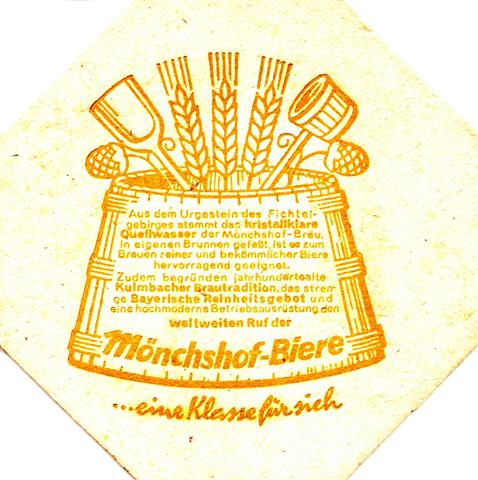 Aus dem Urgestein des Fichtel-
gebirges stammt das kristallklare
Quellwasser der Mönchshof-Bräu.
In eigenen Brunnen gefaßt, ist es zum
Brauen reiner und bekömmlicher Biere
hervorragend geeignet.
Zudem begründen jahrhundertealte
Kulmbacher Brautradition, das stren-
ge Bayerische Reinheitsgebot und
eine hochmoderne Betriebsausrüstung den
weltweiten Ruf der
Mönchshof-Biere
...eine Klasse für sich